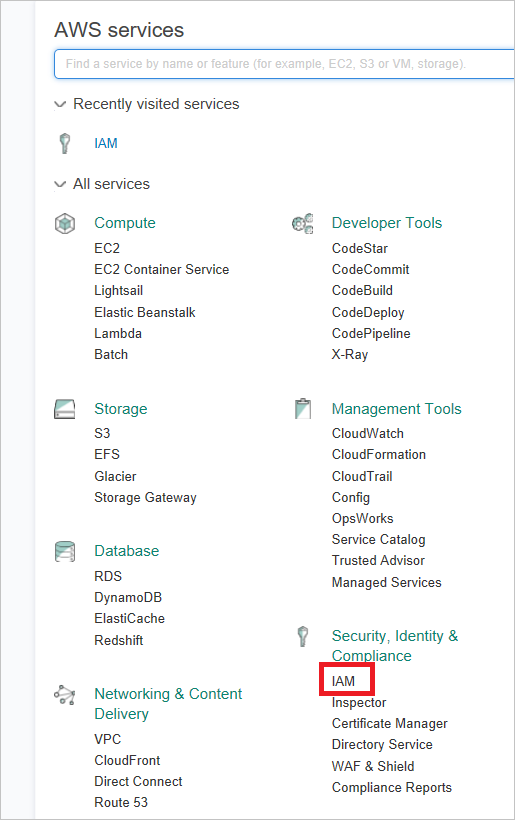 AWS services
Find a service by name or feature (for example, EC2, S3 or VM, storage).
Recently visited services
IAM
All services
Compute
EC2
EC2 Container Service
Lightsail
Elastic Beanstalk
Lambda
Batch
Storage
S3
EFS
Glacier
Storage Gateway
Database
RDS
DynamoDB
ElastiCache
Redshift
Networking & Content
Delivery
VPC
CloudFront
Direct Connect
Route 53
Developer Tools
CodeStar
CodeCommit
CodeBuild
CodeDeploy
CodePipeline
X-Ray
Management Tools
CloudWatch
CloudFormation
CloudTrail
Config
OpsWorks
Service Catalog
Trusted Advisor
Managed Services
Security, Identity &
Compliance
IAM
Inspector
Certificate Manager
Directory Service
WAF & Shield
Compliance Reports